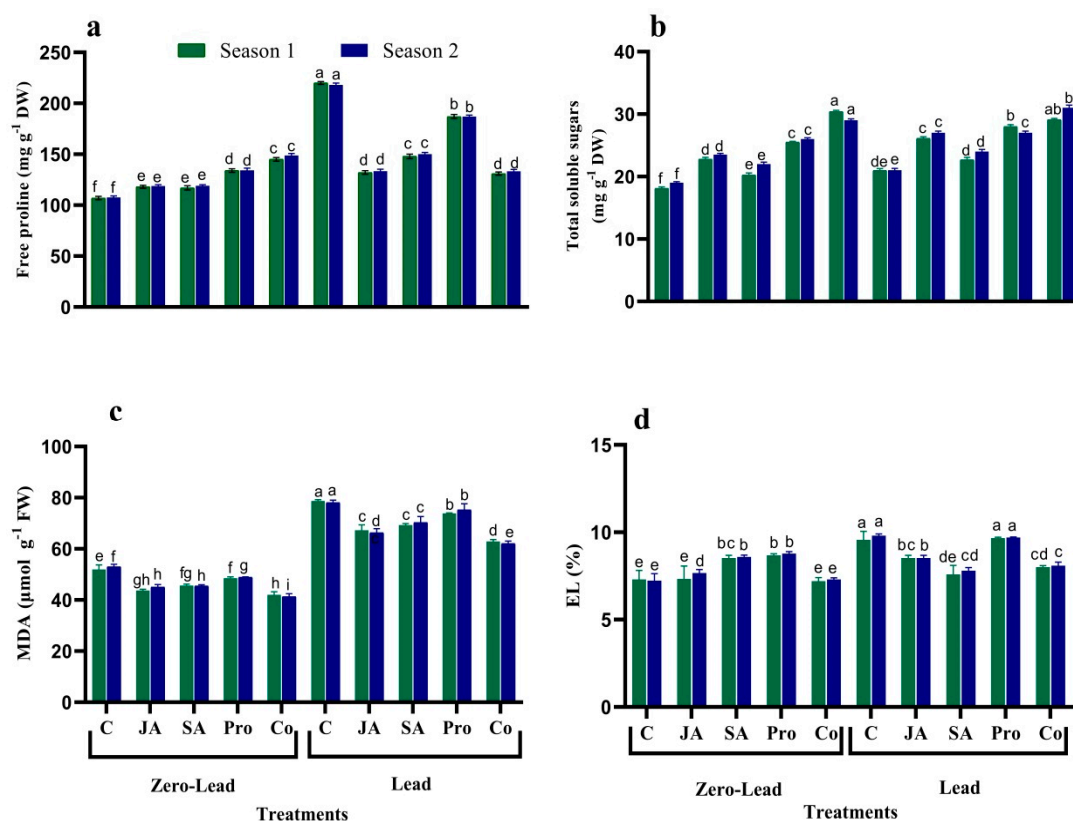 a
Season 1
Season 2
Free proline (mg g-1 DW)
250
200
150
100
50
0
f f e e e e d d c c a a d d c c b b d d
b
Total soluble sugars
(mg g-1 DW)
40
30
20
10
0
f f d d e e c c a a de e c c d d b c ab b
c
MDA (μmol g-1 FW)
100
80
60
40
20
0
e f gh h fg h f g h i a a c d c c b b d e
C JA SA Pro Co C JA SA Pro Co
Zero-Lead Lead
Treatments
d
EL (%)
15
10
5
0
e e e d bc b b b e e a a bc b de cd a a cd c
C JA SA Pro Co C JA SA Pro Co
Zero-Lead Lead
Treatments